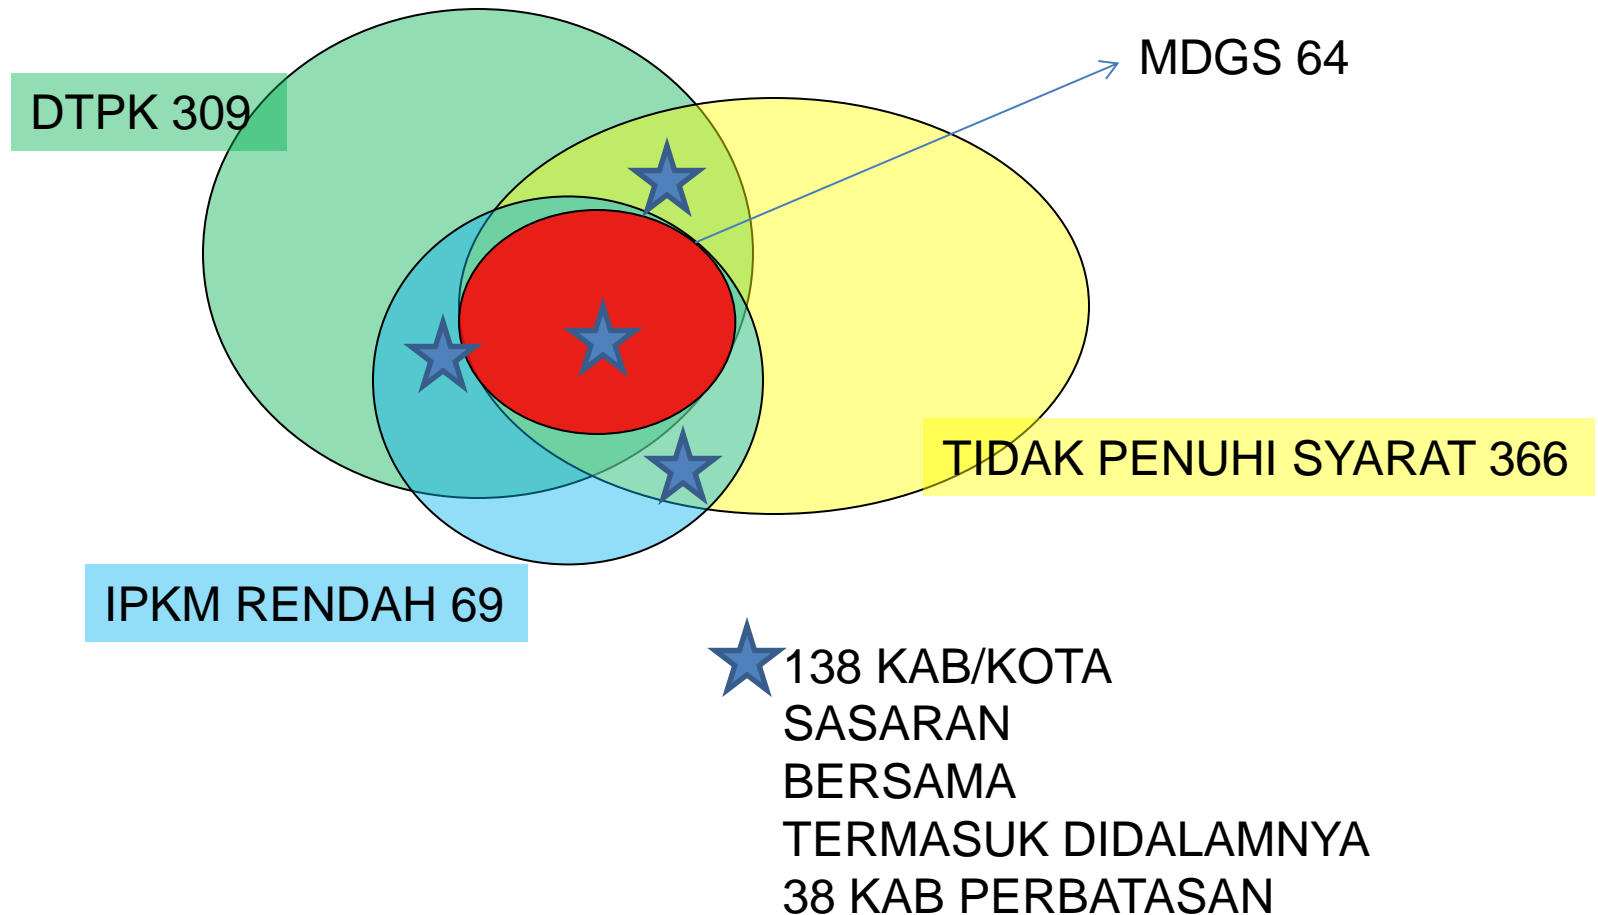 MDGS 64
DTPK 309
TIDAK PENUHI SYARAT 366
IPKM RENDAH 69
138 KAB/KOTA
SASARAN
BERSAMA
TERMASUK DIDALAMNYA
38 KAB PERBATASAN